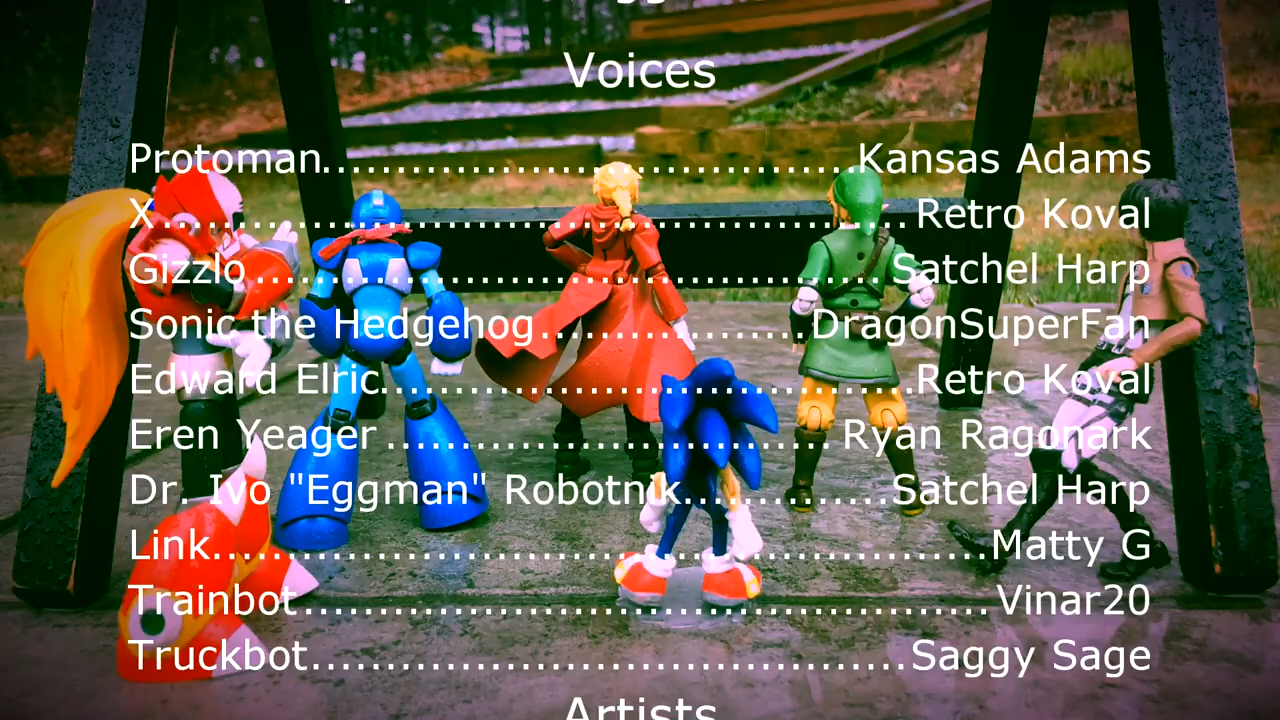 Voices
Protoman..................................Kansas Adams
X................................................Retro Koval
Gizzlo........................................Satchel Harp
Sonic the Hedgehog.................DragonSuperFan
Edward Elric..................................Retro Koval
Eren Yeager............................Ryan Ragonark
Dr. Ivo "Eggman" Robotnik.............Satchel Harp
Link..................................................Matty G
Trainbot............................................Vinar20
Truckbot......................................Saggy Sage
Artists